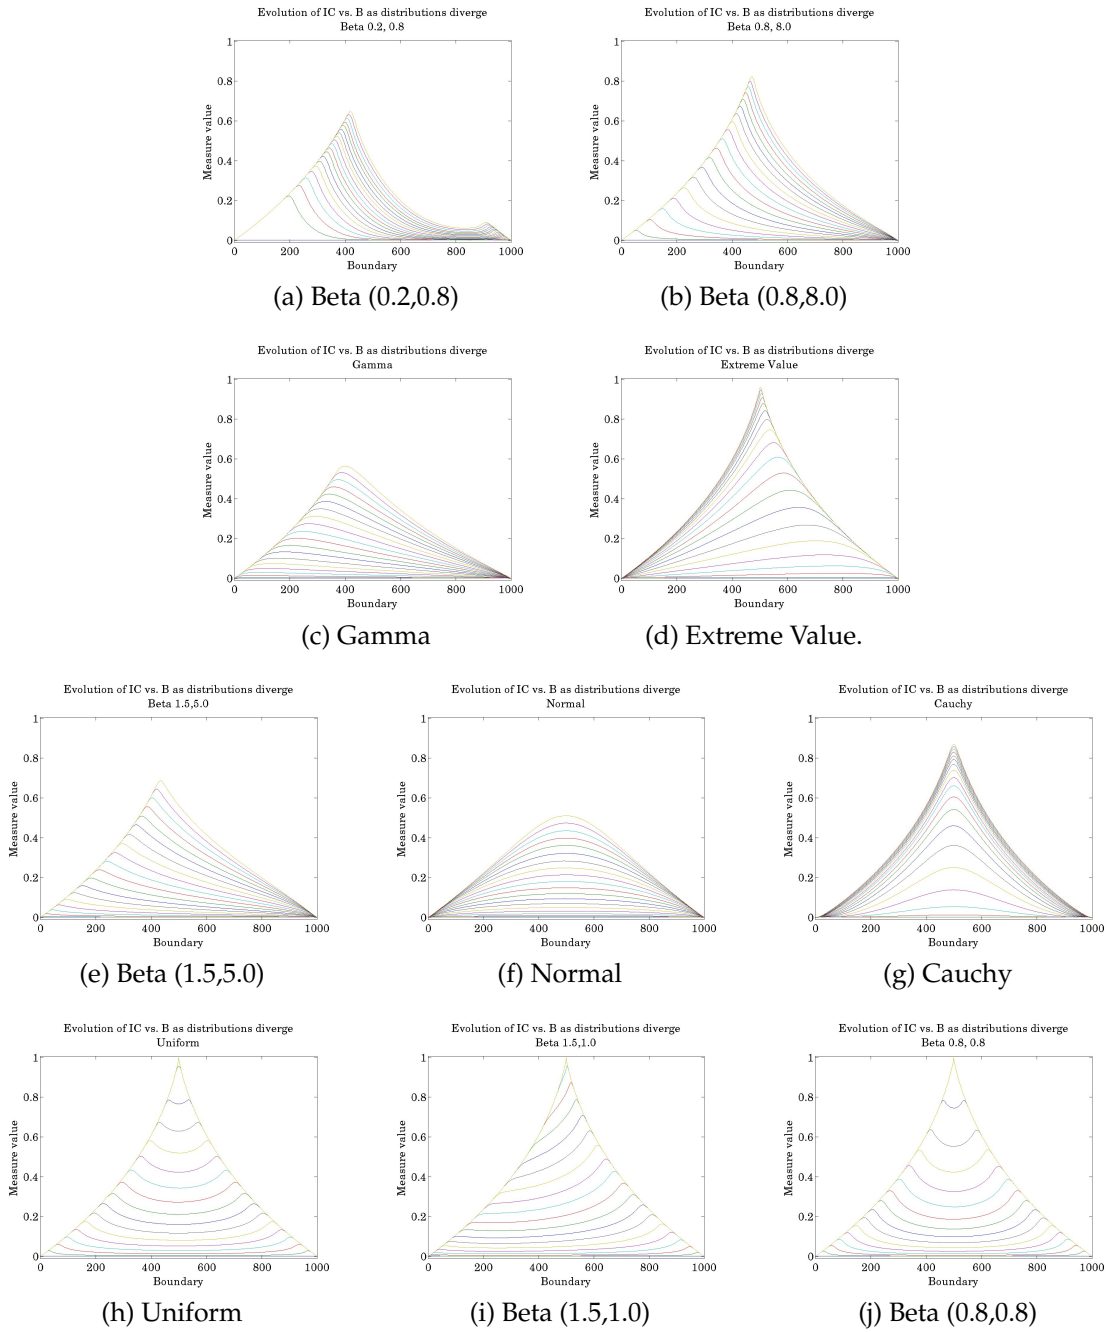 Evolution of IC vs. B as distributions diverge
Beta 0.2, 0.8
Measure value
1
0.8
0.6
0.4
0.2
0
0 200 400 600 800 1000
Boundary
(a) Beta (0.2,0.8)
Evolution of IC vs. B as distributions diverge
Beta 0.8, 8.0
Measure value
1
0.8
0.6
0.4
0.2
0
0 200 400 600 800 1000
Boundary
(b) Beta (0.8,8.0)
Evolution of IC vs. B as distributions diverge
Gamma
Measure value
1
0.8
0.6
0.4
0.2
0
0 200 400 600 800 1000
Boundary
(c) Gamma
Evolution of IC vs. B as distributions diverge
Extreme Value
Measure value
1
0.8
0.6
0.4
0.2
0
0 200 400 600 800 1000
Boundary
(d) Extreme Value.
Evolution of IC vs. B as distributions diverge
Beta 1.5,5.0
Measure value
1
0.8
0.6
0.4
0.2
0
0 200 400 600 800 1000
Boundary
(e) Beta (1.5,5.0)
Evolution of IC vs. B as distributions diverge
Normal
Measure value
1
0.8
0.6
0.4
0.2
0
0 200 400 600 800 1000
Boundary
(f) Normal
Evolution of IC vs. B as distributions diverge
Cauchy
Measure value
1
0.8
0.6
0.4
0.2
0
0 200 400 600 800 1000
Boundary
(g) Cauchy
Evolution of IC vs. B as distributions diverge
Uniform
Measure value
1
0.8
0.6
0.4
0.2
0
0 200 400 600 800 1000
Boundary
(h) Uniform
Evolution of IC vs. B as distributions diverge
Beta 1.5,1.0
Measure value
1
0.8
0.6
0.4
0.2
0
0 200 400 600 800 1000
Boundary
(i) Beta (1.5,1.0)
Evolution of IC vs. B as distributions diverge
Beta 0.8, 0.8
Measure value
1
0.8
0.6
0.4
0.2
0
0 200 400 600 800 1000
Boundary
(j) Beta (0.8,0.8)